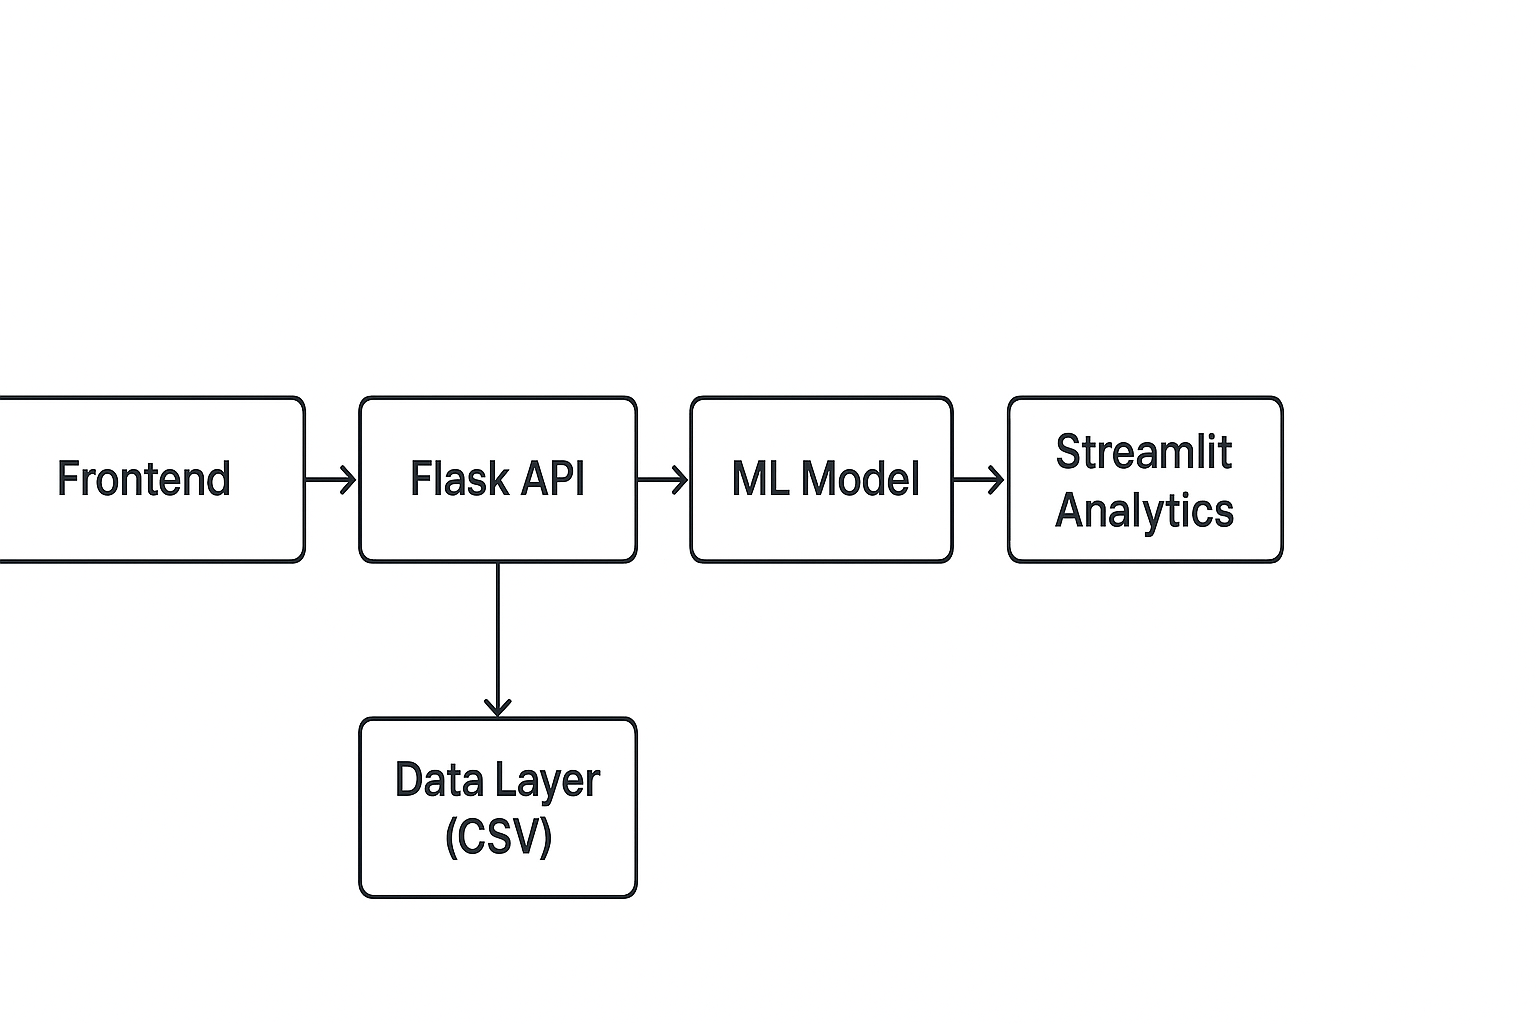 Frontend
Flask API
ML Model
Streamlit
Analytics
Data Layer
(CSV)